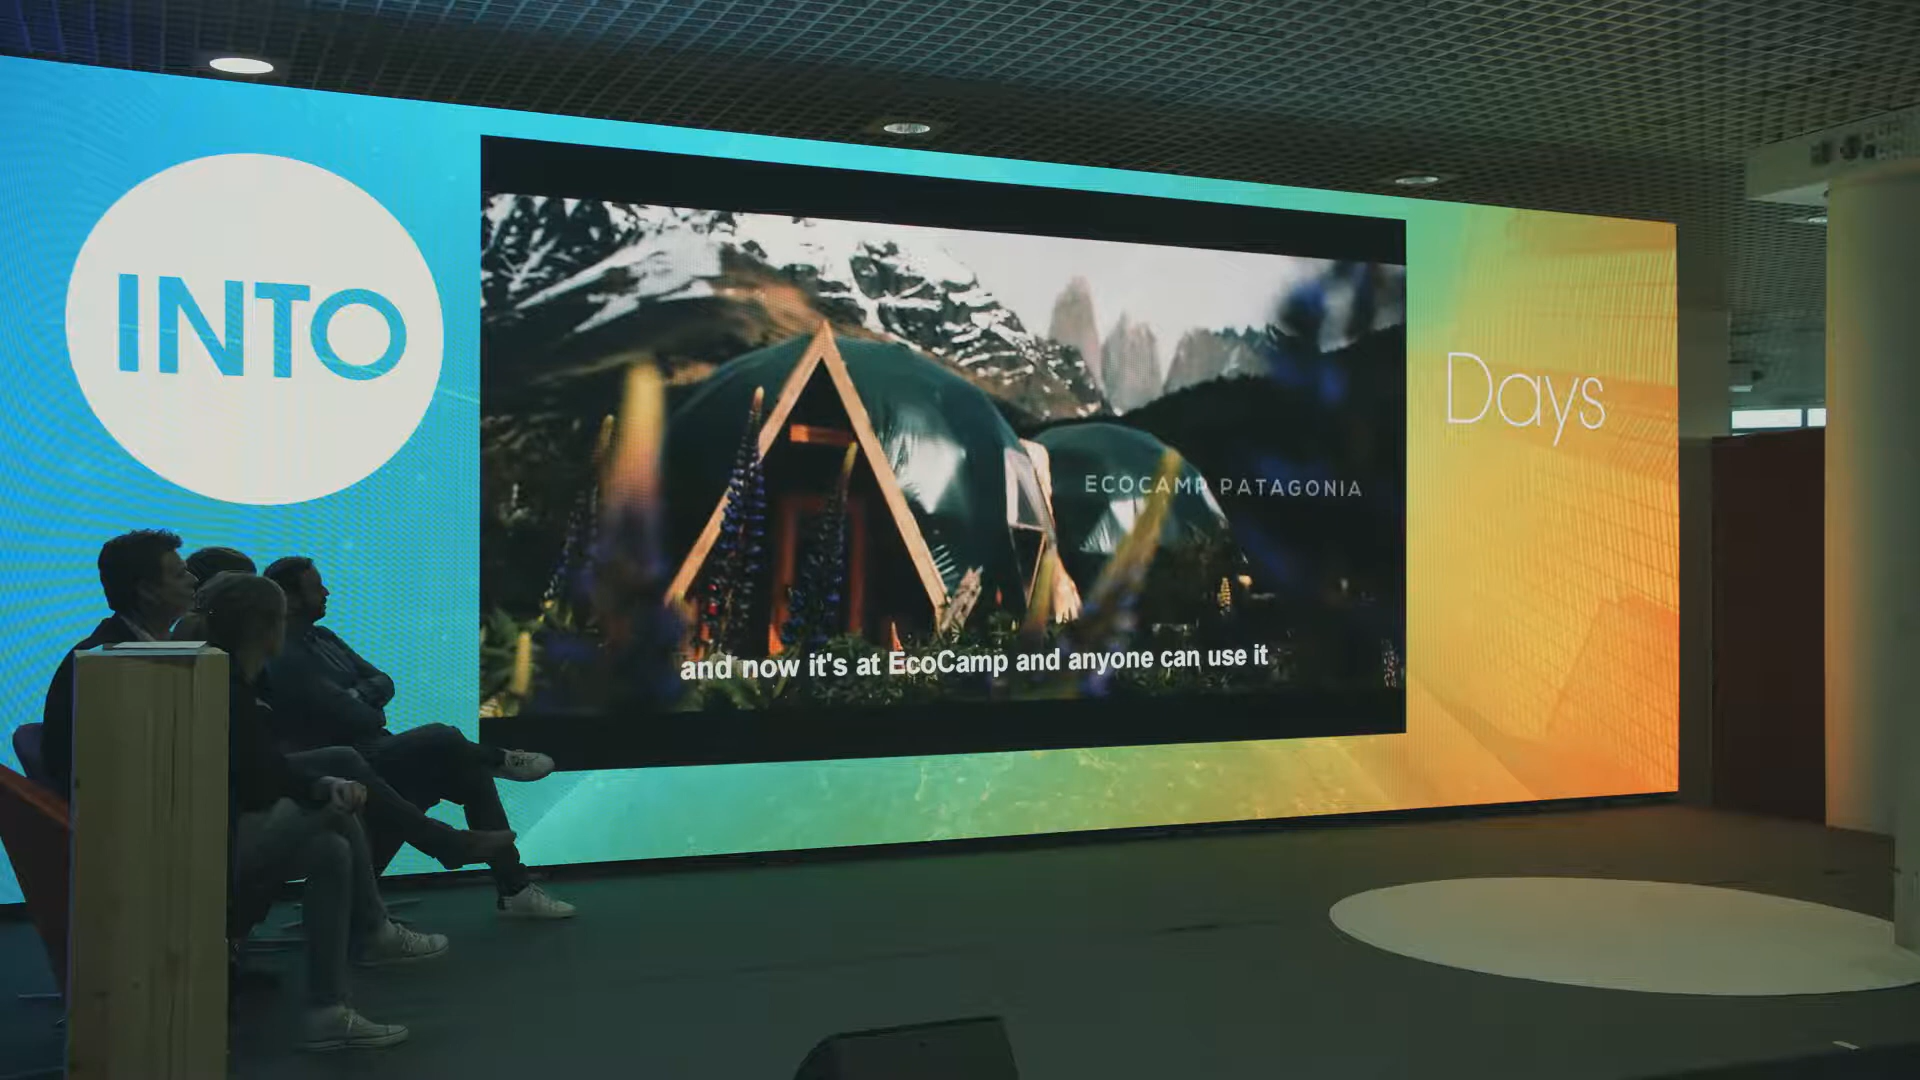 INTO
Days
ECOCAMP PATAGONIA
and now it's at EcoCamp and anyone can use it